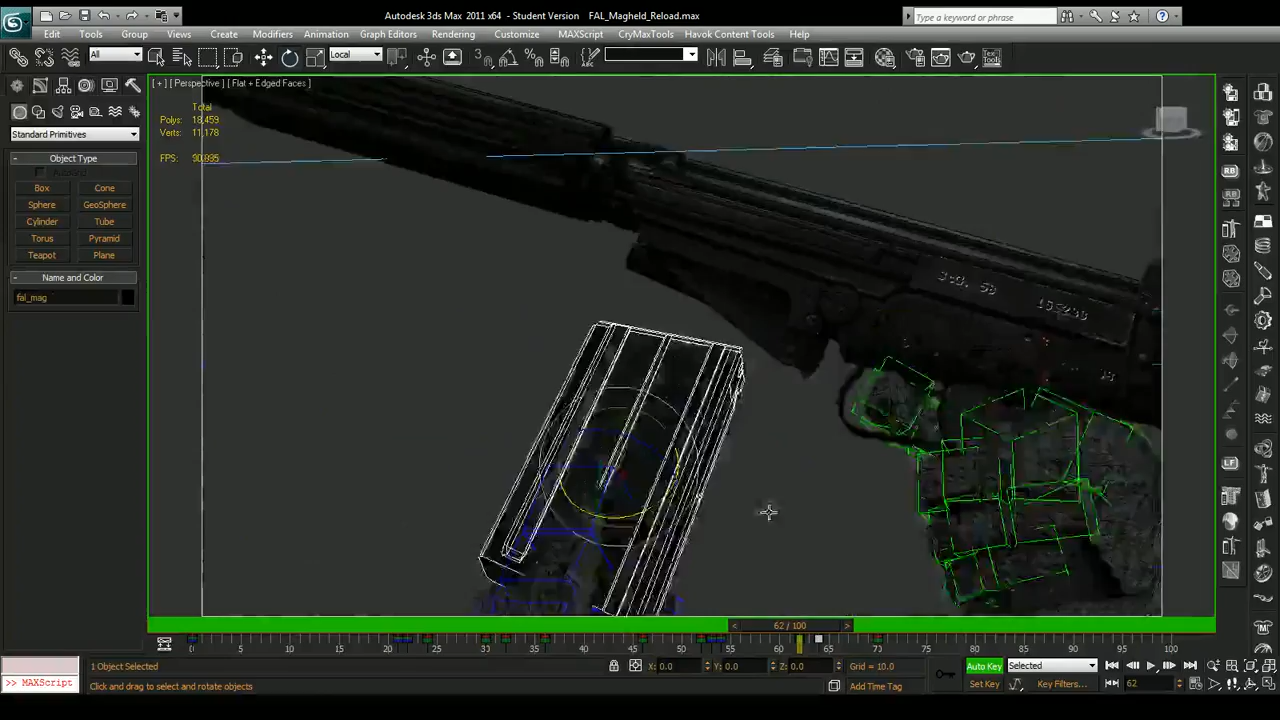 Autodesk 3ds Max 2011 x64 - Student Version FAL_Magheld_Reload.max
Type a keyword or phrase
Edit Tools Group Views Create Modifiers Animation Graph Editors Rendering Customize MAXScript CryMaxTools Havok Content Tools Help
All Local
[ + ] [ Perspective ] [ Flat + Edged Faces ]
Total
Polys: 18,459
Verts: 11,178
FPS:
Standard Primitives
- Object Type
AutoGrid
Box Cone
Sphere GeoSphere
Cylinder Tube
Torus Pyramid
Teapot Plane
- Name and Color
fal_mag
StG. 58
< 62 / 100 >
0 5 10 15 20 25 30 35 40 45 50 55 60 65 70 75 80 85 90 95 100
1 Object Selected X: 0.0 Y: 0.0 Z: 0.0 Grid = 10.0 Auto Key Selected
>> MAXScript Click and drag to select and rotate objects Add Time Tag Set Key Key Filters... 62